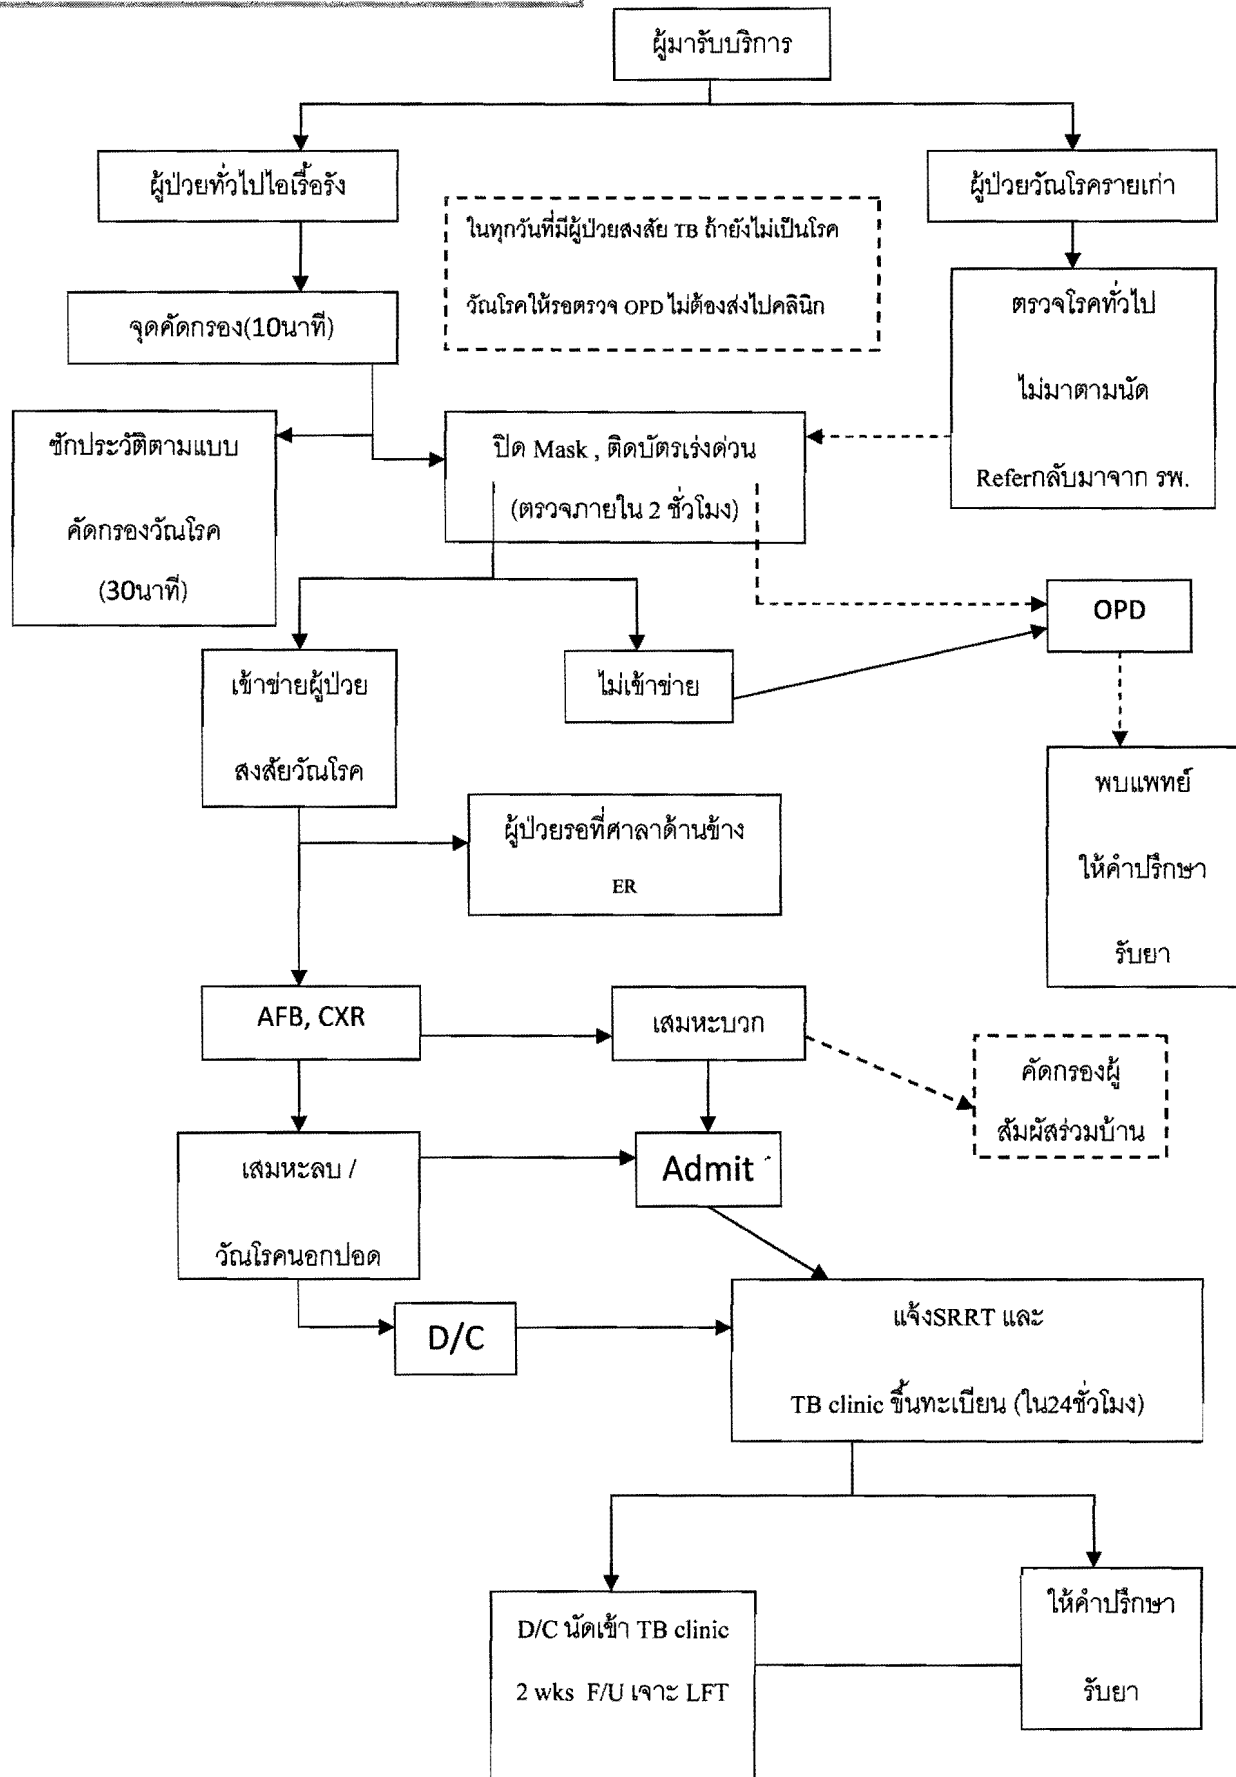 ผู้มารับบริการ
ผู้ป่วยทั่วไปไอเรื้อรัง
ผู้ป่วยวัณโรครายเก่า
ในทุกวันที่มีผู้ป่วยสงสัย TB ถ้ายังไม่เป็นโรค
วัณโรคให้รอตรวจ OPD ไม่ต้องส่งไปคลินิก
จุดคัดกรอง(10นาที)
ตรวจโรคทั่วไป
ไม่มาตามนัด
Referกลับมาจาก รพ.
ซักประวัติตามแบบ
คัดกรองวัณโรค
(30นาที)
ปิด Mask , ติดบัตรเร่งด่วน
(ตรวจภายใน 2 ชั่วโมง)
OPD
เข้าข่ายผู้ป่วย
สงสัยวัณโรค
ไม่เข้าข่าย
พบแพทย์
ให้คำปรึกษา
รับยา
ผู้ป่วยรอที่ศาลาด้านข้าง
ER
AFB, CXR
เสมหะบวก
คัดกรองผู้
สัมผัสร่วมบ้าน
เสมหะลบ /
วัณโรคนอกปอด
Admit
D/C
แจ้งSRRT และ
TB clinic ขึ้นทะเบียน (ใน24ชั่วโมง)
D/C นัดเข้า TB clinic
2 wks F/U เจาะ LFT
ให้คำปรึกษา
รับยา